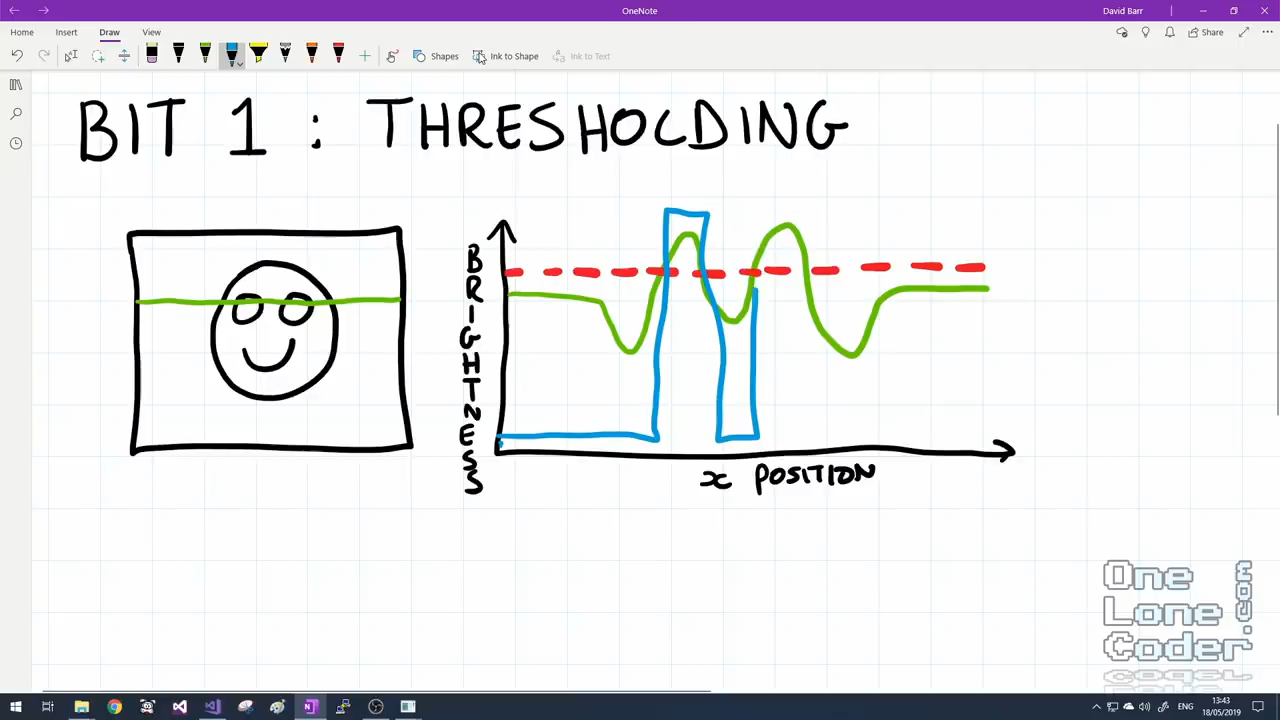 OneNote
David Barr
Home Insert Draw View
Share
Shapes Ink to Shape Ink to Text
BIT 1 : THRESHOLDING
BRIGHTNESS
x POSITION
One
Lone
Coder.com
13:43
18/05/2019